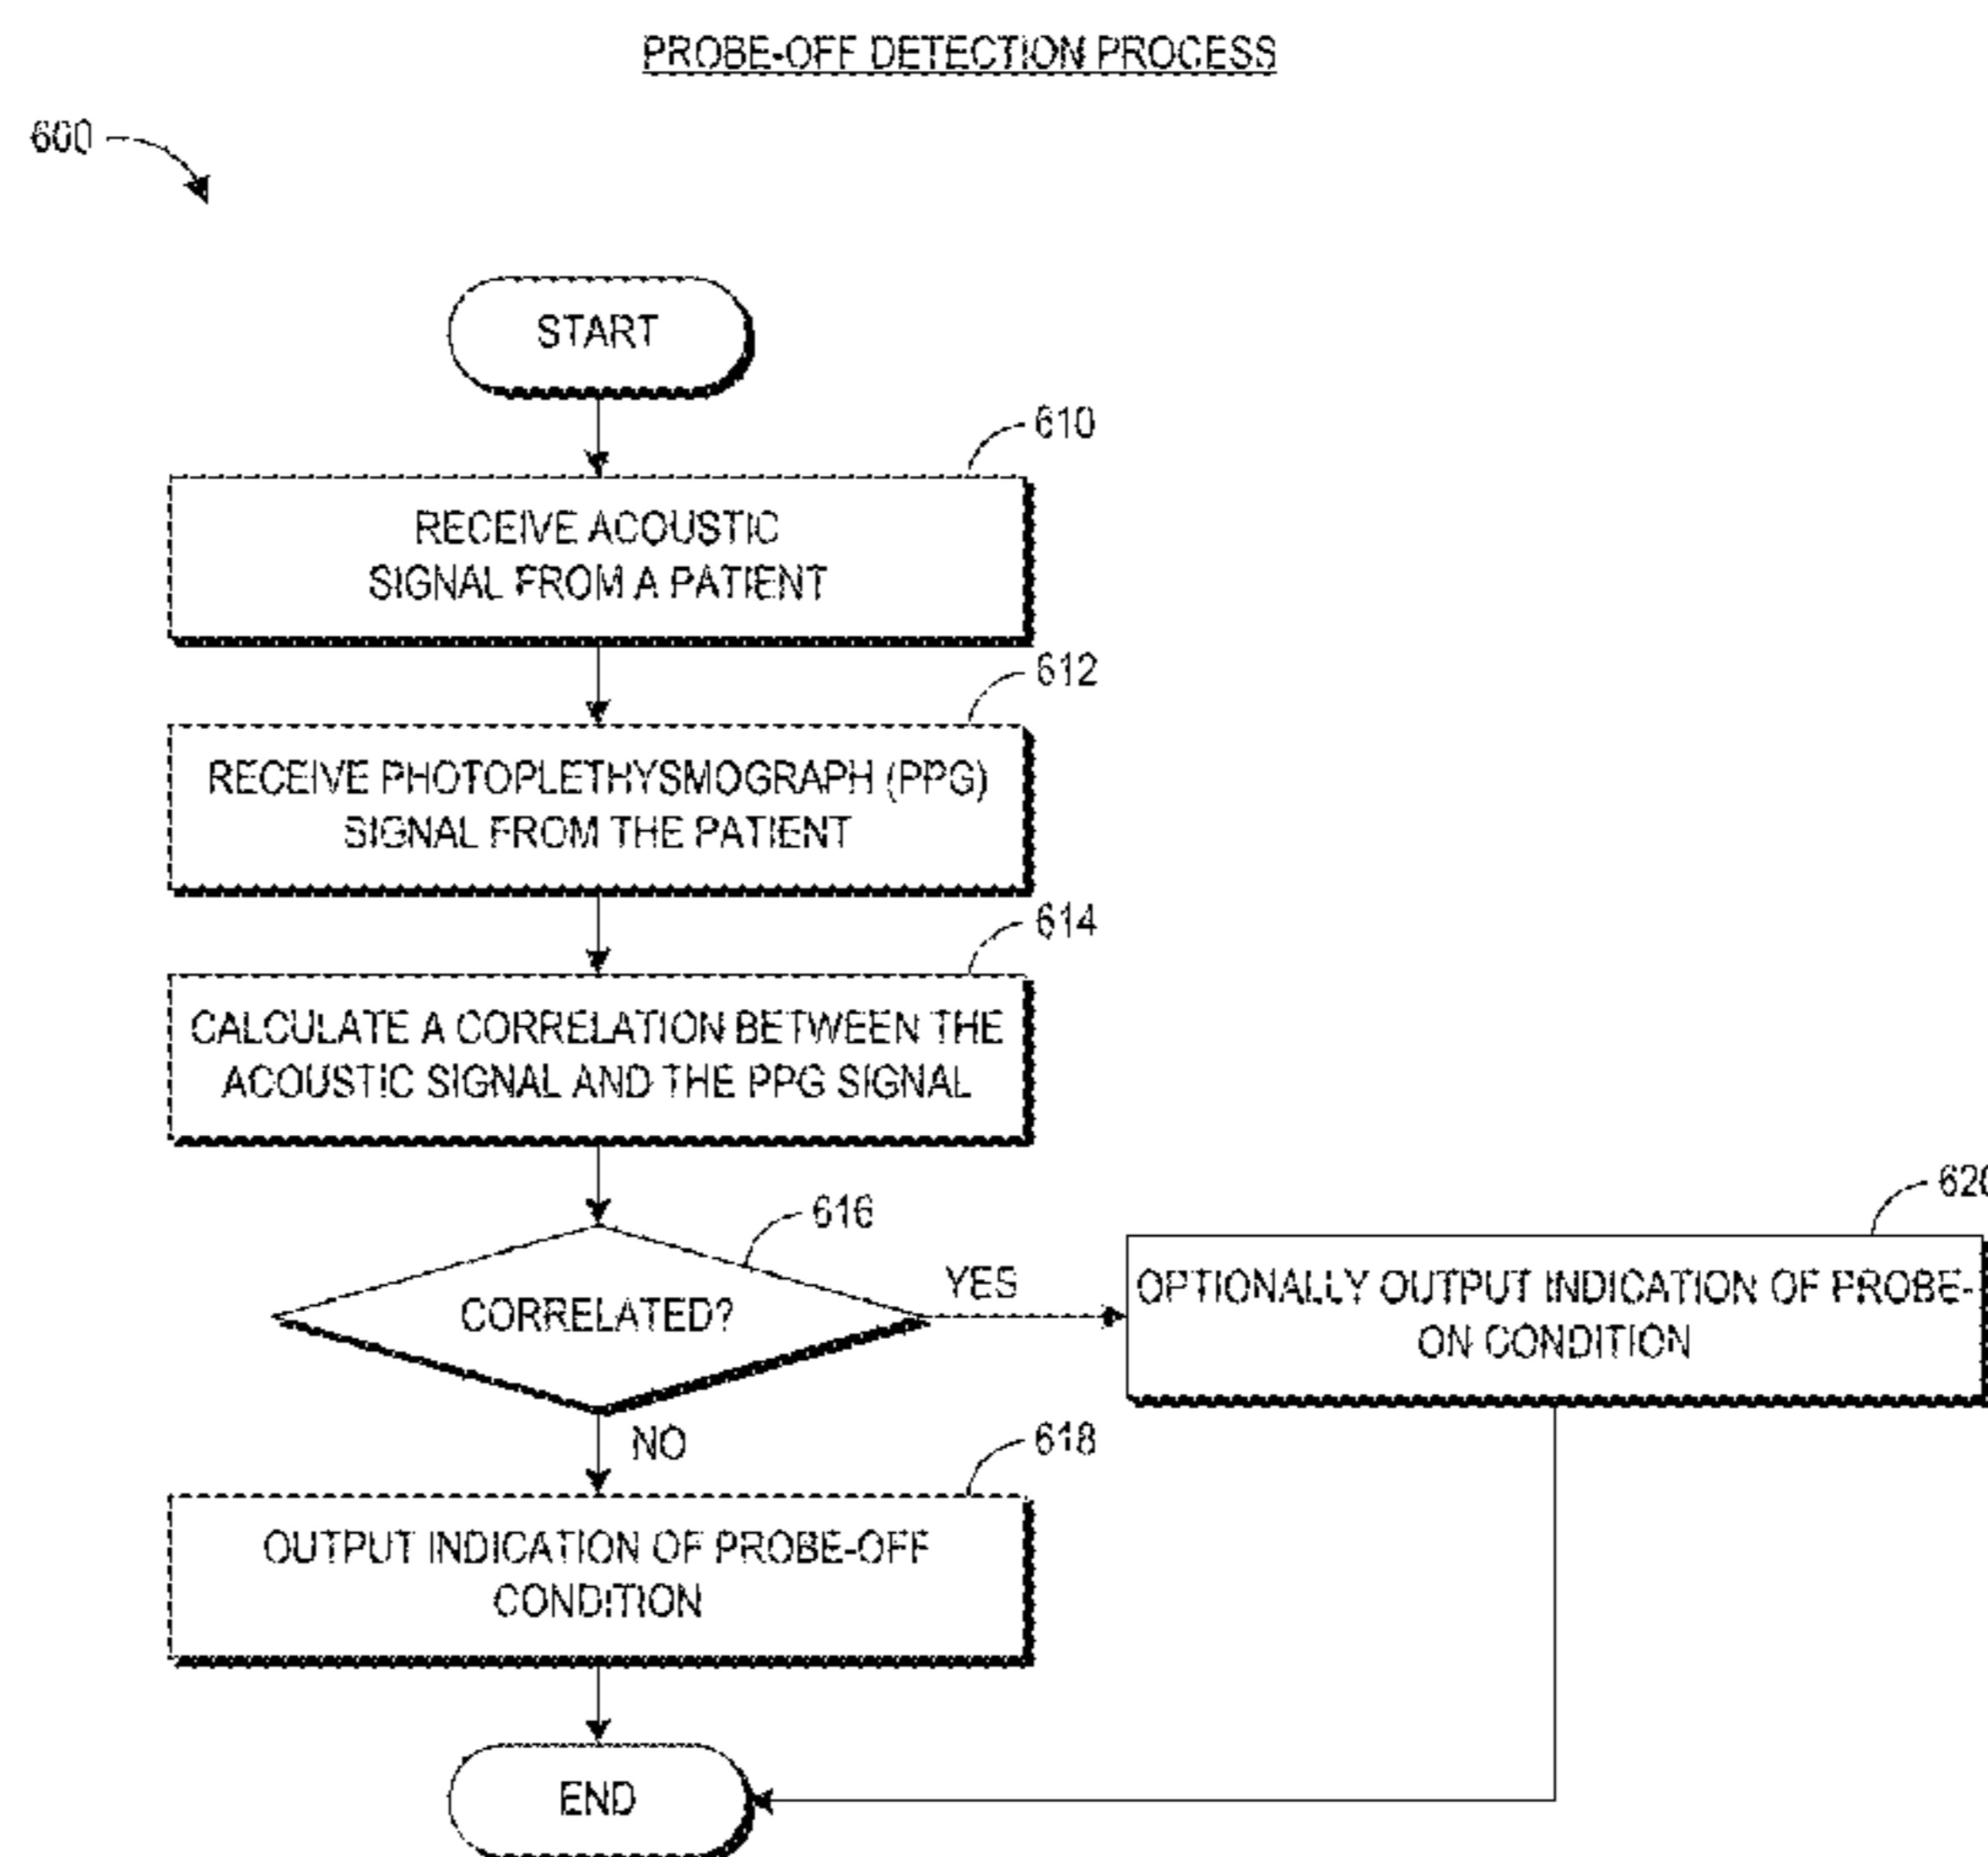 PROBE-OFF DETECTION PROCESS
600
START
610
RECEIVE ACOUSTIC
SIGNAL FROM A PATIENT
612
RECEIVE PHOTOPLETHYSMOGRAPH (PPG)
SIGNAL FROM THE PATIENT
614
CALCULATE A CORRELATION BETWEEN THE
ACOUSTIC SIGNAL AND THE PPG SIGNAL
616
CORRELATED?
YES
620
OPTIONALLY OUTPUT INDICATION OF PROBE-
ON CONDITION
NO
618
OUTPUT INDICATION OF PROBE-OFF
CONDITION
END